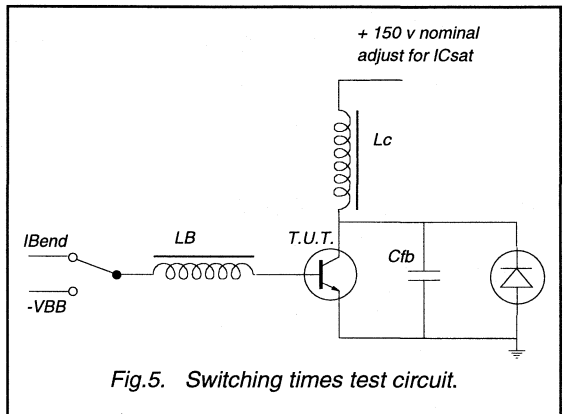 + 150 v nominal
adjust for ICsat
Lc
IBend
LB
T.U.T.
Cfb
-VBB
Fig.5. Switching times test circuit.